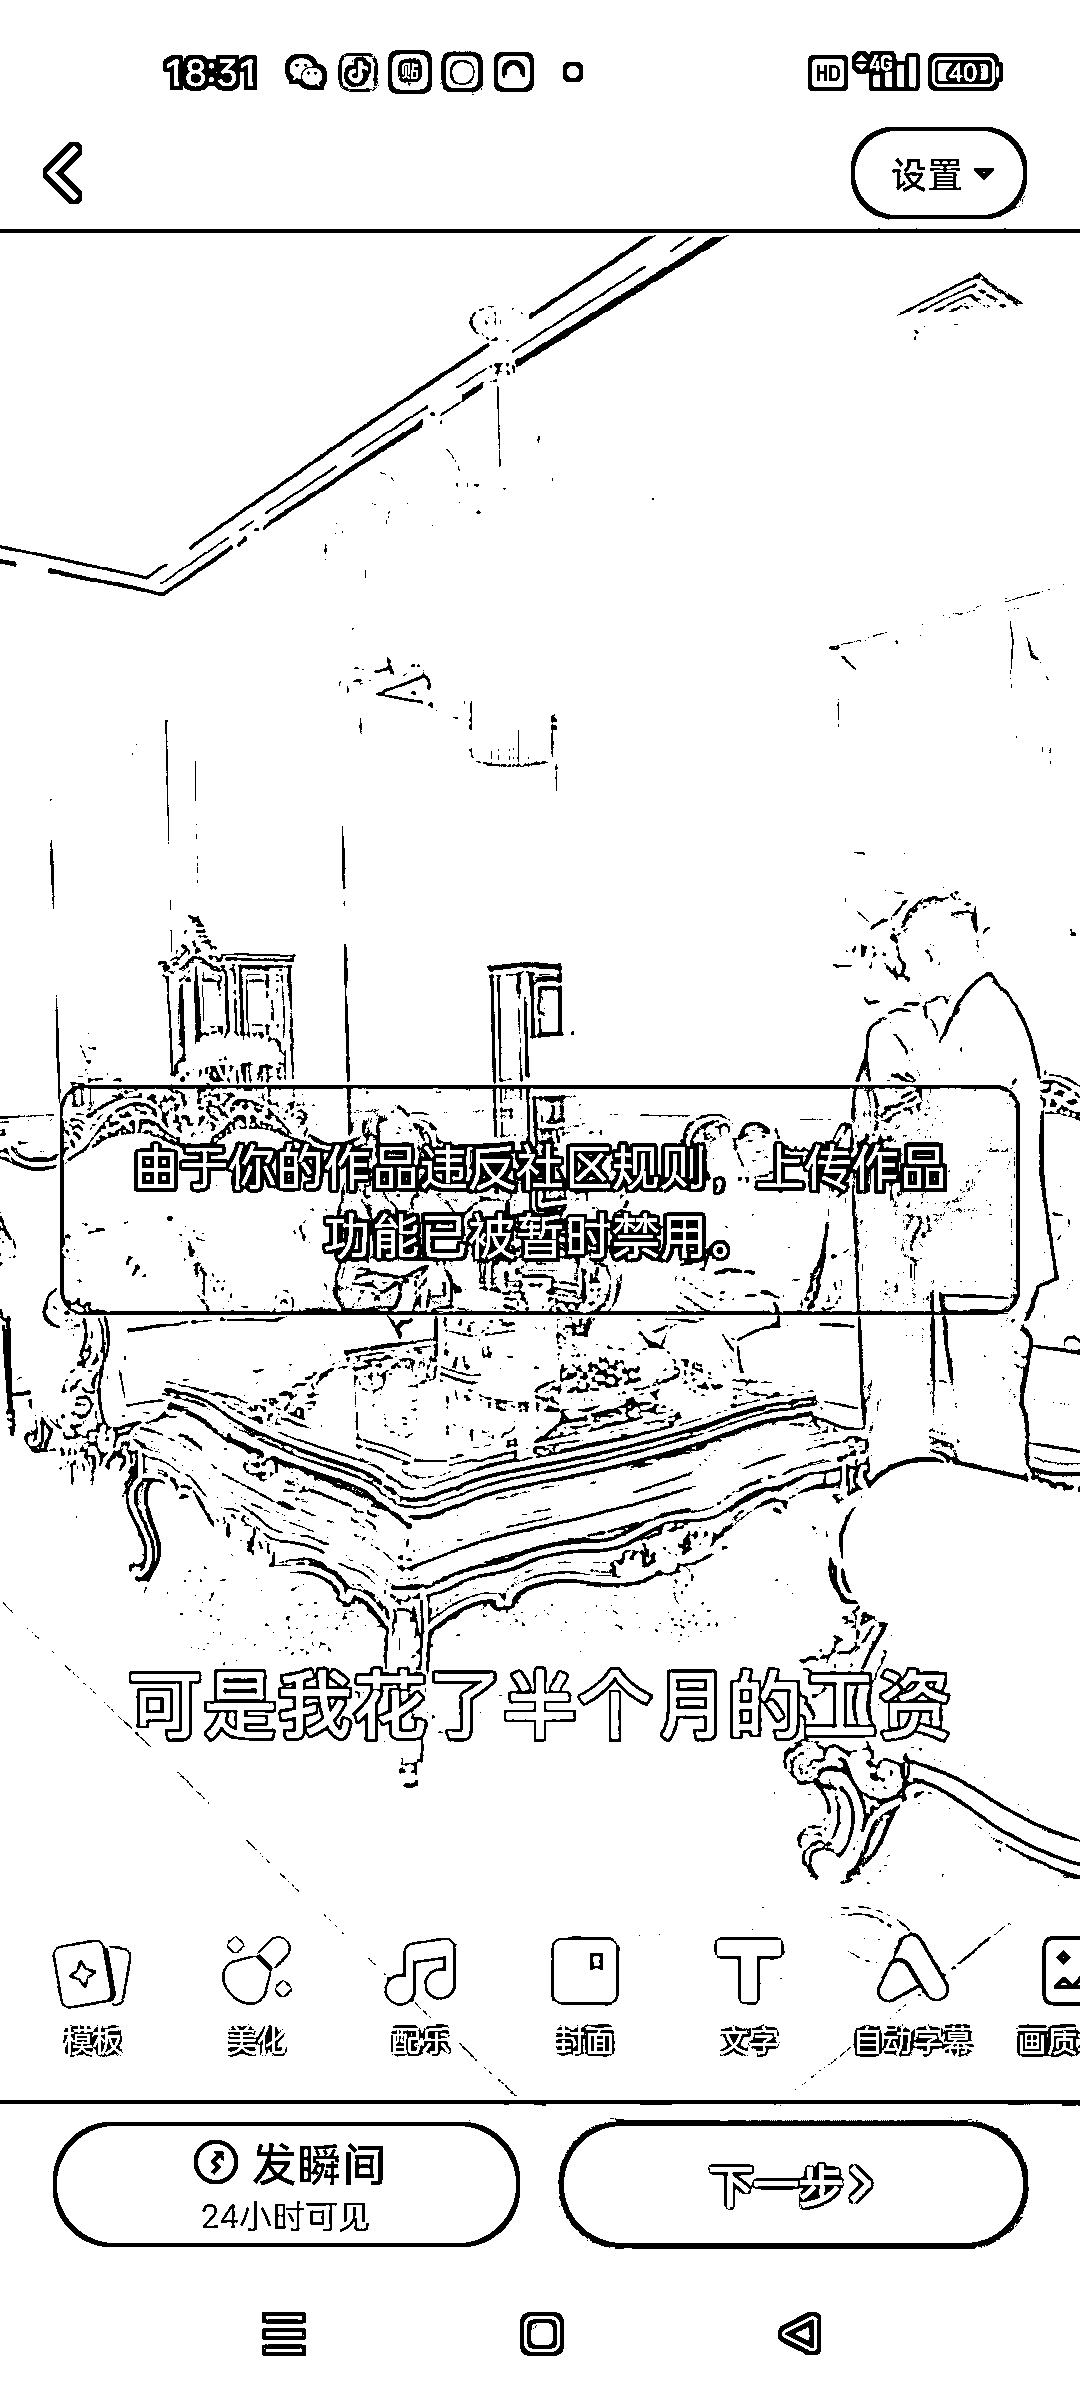 18:31 贴 HD 4G 40
设置
由于你的作品违反社区规则，上传作品
功能已被暂时禁用。
可是我花了半个月的工资
模板 美化 配乐 封面 文字 自动字幕 画质
发瞬间 下一步
24小时可见